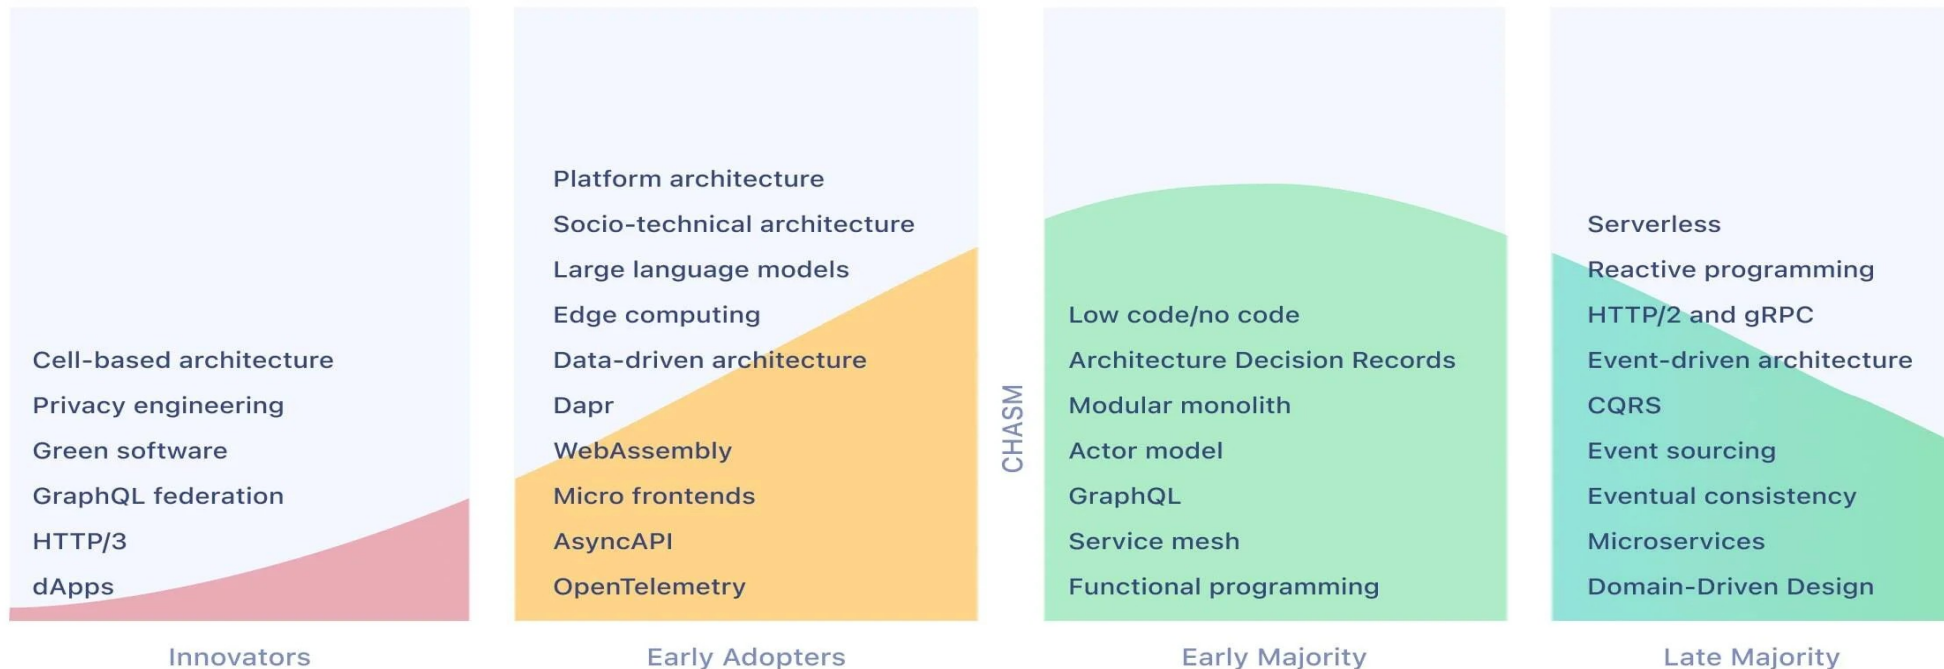 Cell-based architecture
Privacy engineering
Green software
GraphQL federation
HTTP/3
dApps
Innovators
Platform architecture
Socio-technical architecture
Large language models
Edge computing
Data-driven architecture
Dapr
WebAssembly
Micro frontends
AsyncAPI
OpenTelemetry
Early Adopters
CHASM
Low code/no code
Architecture Decision Records
Modular monolith
Actor model
GraphQL
Service mesh
Functional programming
Early Majority
Serverless
Reactive programming
HTTP/2 and gRPC
Event-driven architecture
CQRS
Event sourcing
Eventual consistency
Microservices
Domain-Driven Design
Late Majority